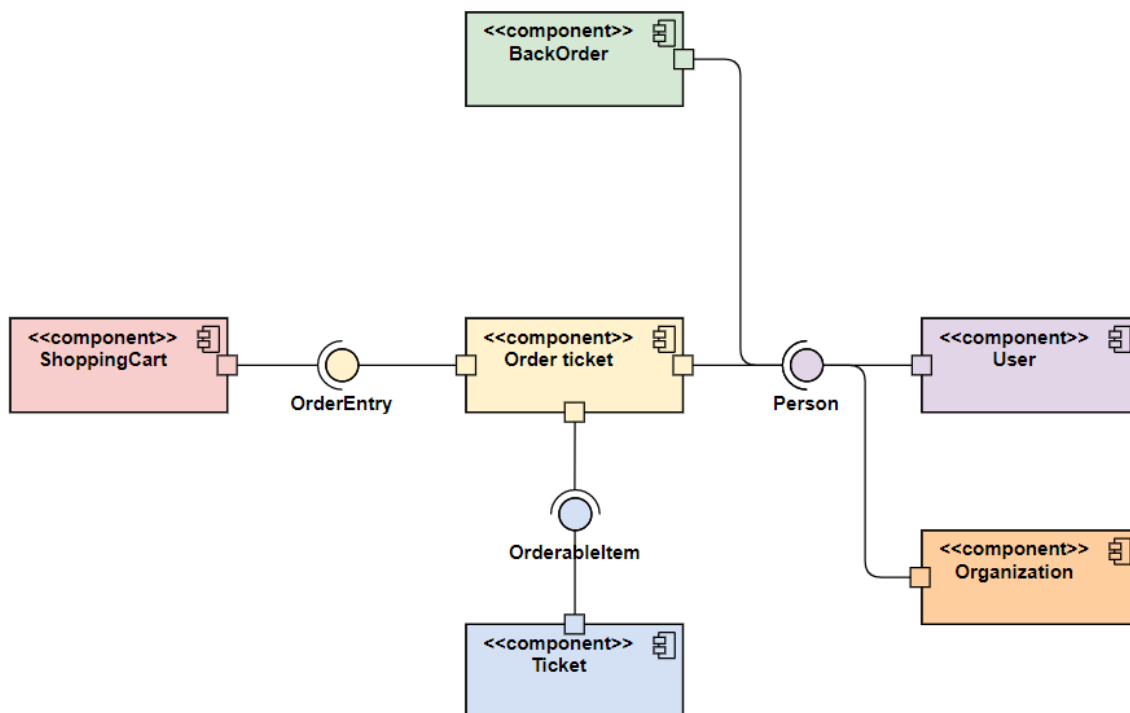 <<component>>
BackOrder
<<component>>
ShoppingCart
OrderEntry
<<component>>
Order ticket
Person
<<component>>
User
OrderableItem
<<component>>
Organization
<<component>>
Ticket